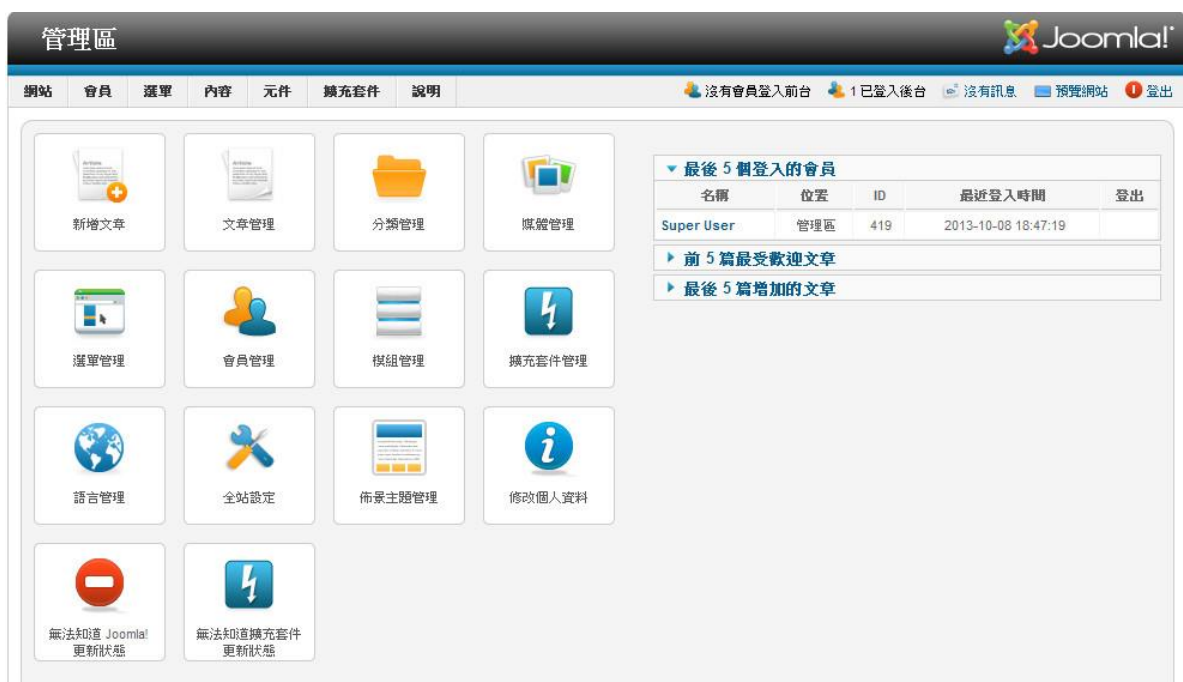 管理區
Joomla!
網站 會員 選單 內容 元件 擴充套件 說明
沒有會員登入前台 1 已登入後台 沒有訊息 預覽網站 登出
新增文章 文章管理 分類管理 媒體管理
最後 5 個登入的會員
名稱 位置 ID 最近登入時間 登出
Super User 管理區 419 2013-10-08 18:47:19
前 5 篇最受歡迎文章
最後 5 篇增加的文章
選單管理 會員管理 模組管理 擴充套件管理
語言管理 全站設定 佈景主題管理 修改個人資料
無法知道 Joomla!
更新狀態
無法知道擴充套件
更新狀態